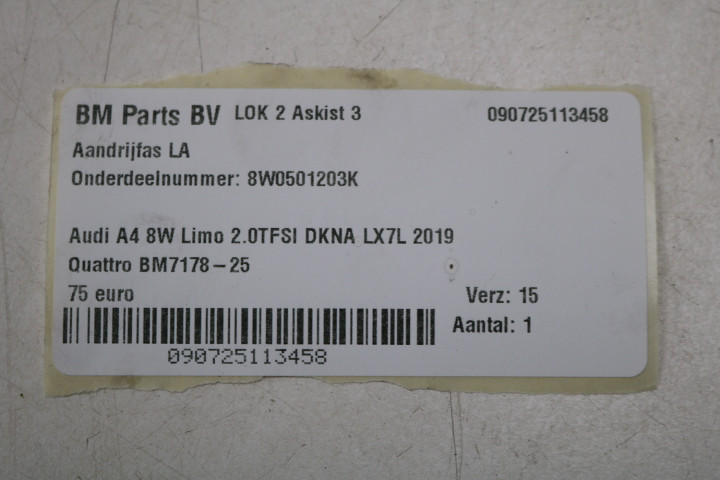 BM Parts BV LOK 2 Askist 3 090725113458
Aandrijfas LA
Onderdeelnummer: 8W0501203K
Audi A4 8W Limo 2.0TFSI DKNA LX7L 2019
Quattro BM7178-25
75 euro Verz: 15
Aantal: 1
090725113458